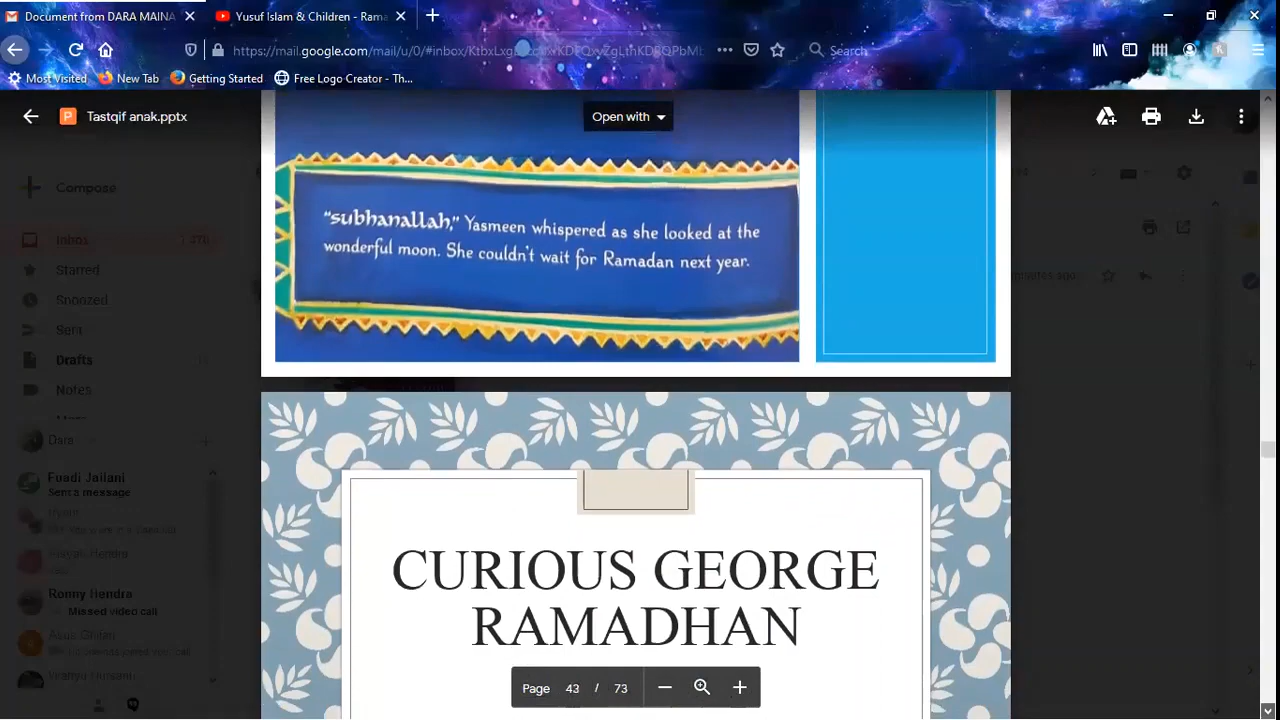 Document from DARA MAINA
Yusuf Islam & Children - Rama
https://mail.google.com/mail/u/0/#inbox/
Search
Most Visited
New Tab
Getting Started
Free Logo Creator - Th...
Tastqif anak.pptx
Open with
Compose
Inbox
Starred
Snoozed
Sent
Drafts
Notes
Fuadi Jailani
Sent a message
Ronny Hendra
Missed video call
"subhanallah," Yasmeen whispered as she looked at the
wonderful moon. She couldn't wait for Ramadan next year.
CURIOUS GEORGE
RAMADHAN
Page 43 / 73